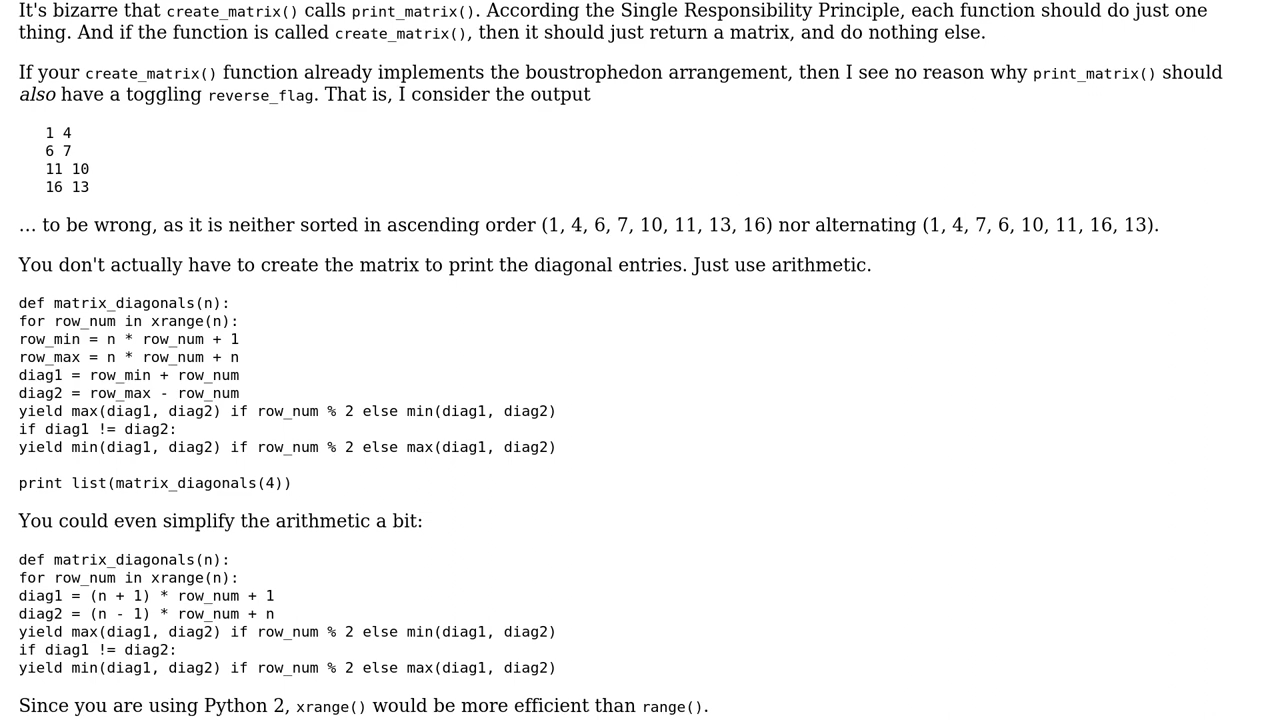 It's bizarre that create_matrix() calls print_matrix(). According the Single Responsibility Principle, each function should do just one
thing. And if the function is called create_matrix(), then it should just return a matrix, and do nothing else.
If your create_matrix() function already implements the boustrophedon arrangement, then I see no reason why print_matrix() should
also have a toggling reverse_flag. That is, I consider the output
1 4
6 7
11 10
16 13
… to be wrong, as it is neither sorted in ascending order (1, 4, 6, 7, 10, 11, 13, 16) nor alternating (1, 4, 7, 6, 10, 11, 16, 13).
You don't actually have to create the matrix to print the diagonal entries. Just use arithmetic.
def matrix_diagonals(n):
for row_num in xrange(n):
row_min = n * row_num + 1
row_max = n * row_num + n
diag1 = row_min + row_num
diag2 = row_max - row_num
yield max(diag1, diag2) if row_num % 2 else min(diag1, diag2)
if diag1 != diag2:
yield min(diag1, diag2) if row_num % 2 else max(diag1, diag2)
print list(matrix_diagonals(4))
You could even simplify the arithmetic a bit:
def matrix_diagonals(n):
for row_num in xrange(n):
diag1 = (n + 1) * row_num + 1
diag2 = (n - 1) * row_num + n
yield max(diag1, diag2) if row_num % 2 else min(diag1, diag2)
if diag1 != diag2:
yield min(diag1, diag2) if row_num % 2 else max(diag1, diag2)
Since you are using Python 2, xrange() would be more efficient than range().